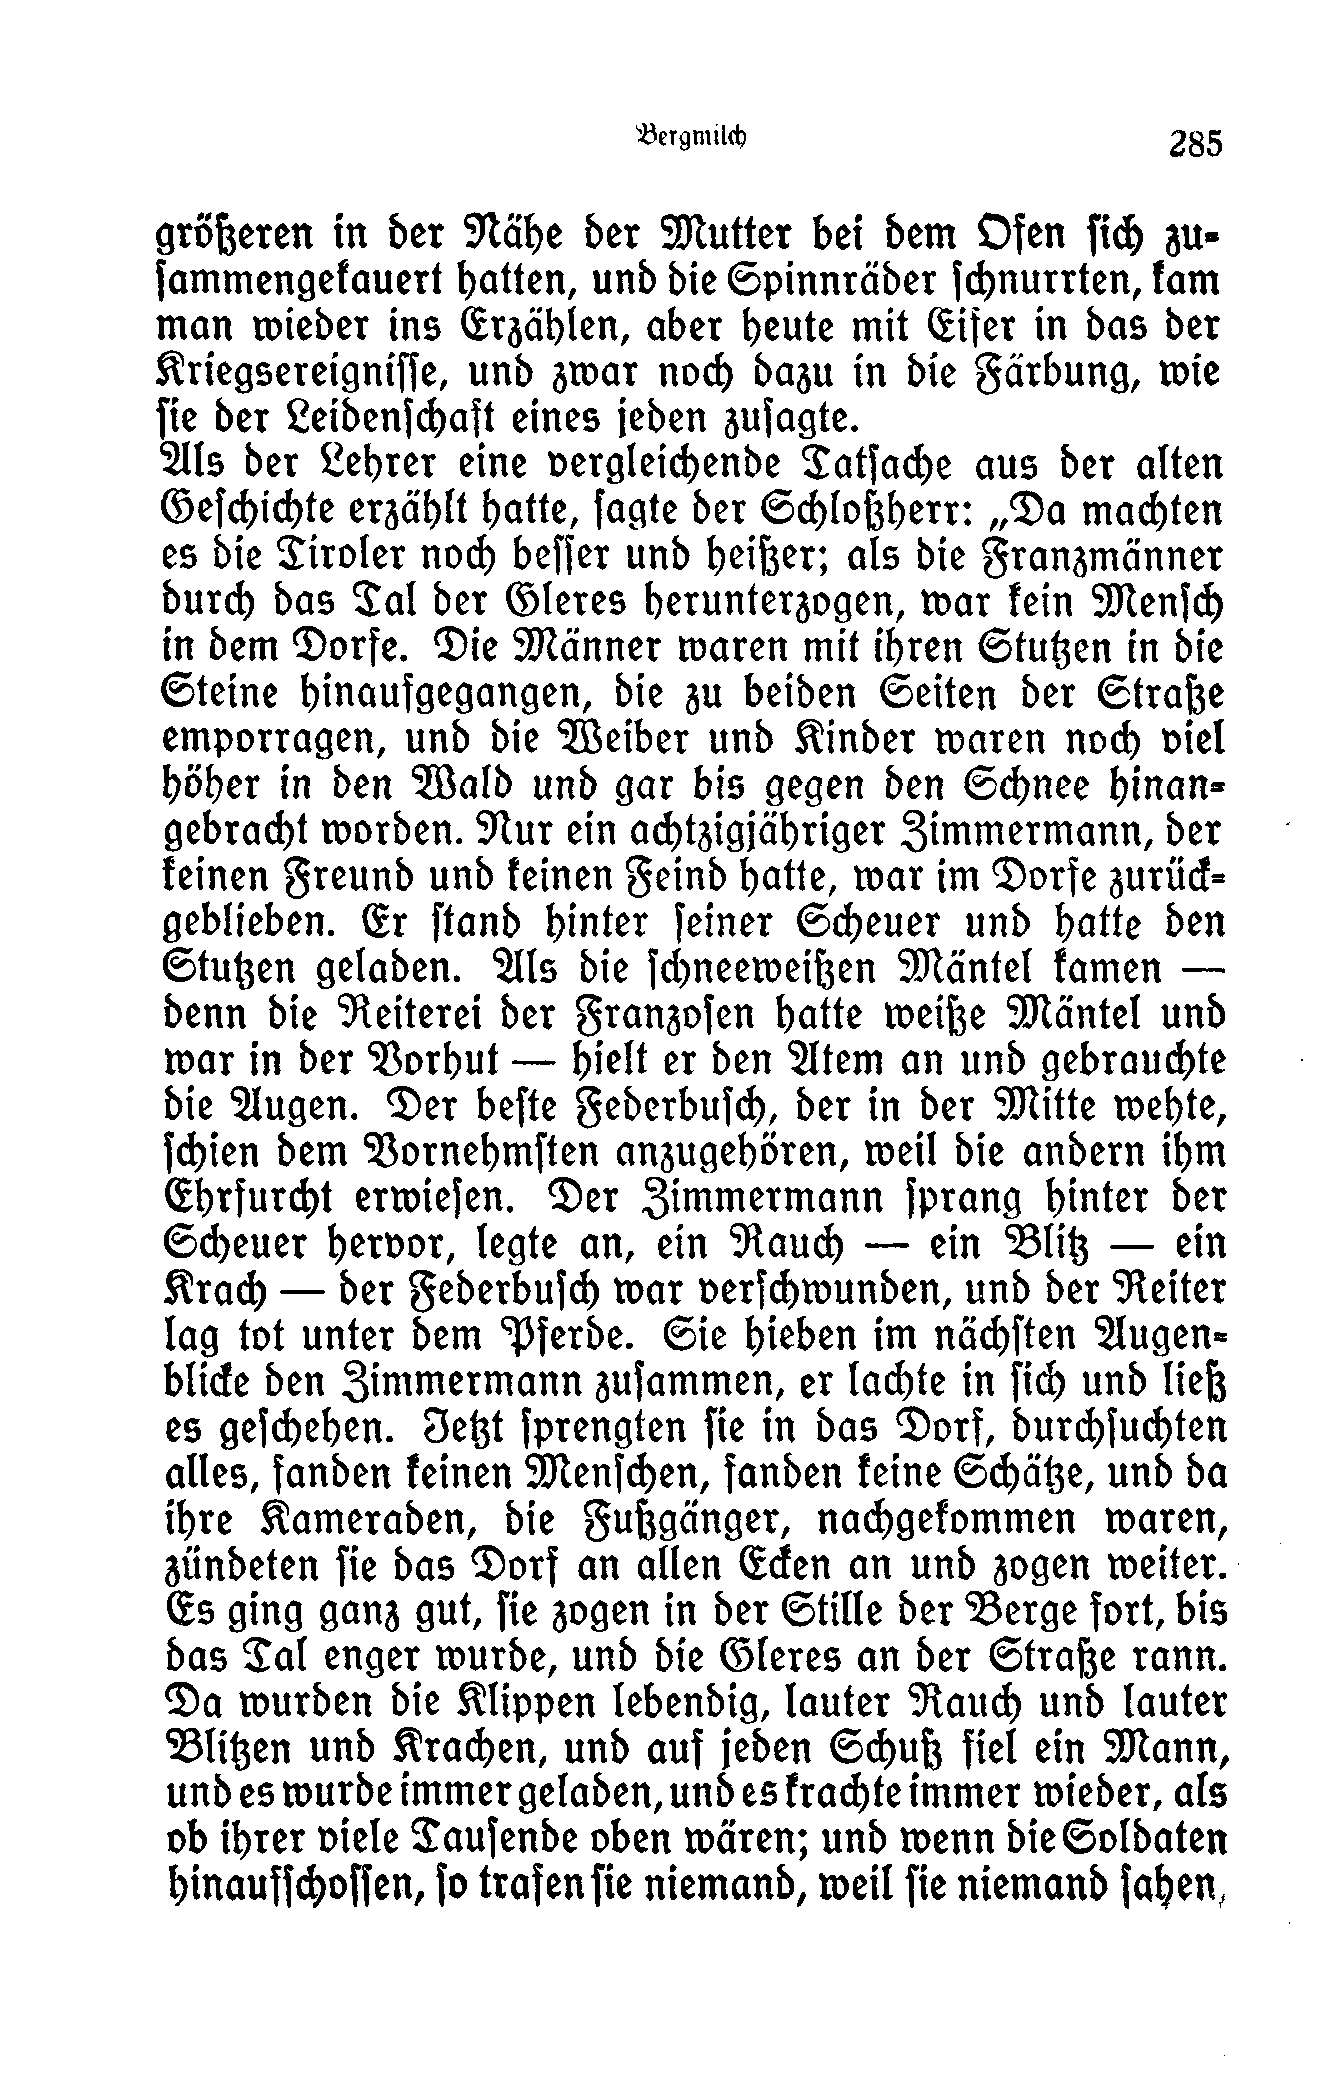 Bergmilch
285
größeren in der Nähe der Mutter bei dem Ofen ſich zu-
ſammengekauert hatten, und die Spinnräder ſchnurrten, kam
man wieder ins Erzählen, aber heute mit Eifer in das der
Kriegsereigniſſe, und zwar noch dazu in die Färbung, wie
ſie der Leidenſchaft eines jeden zuſagte.
Als der Lehrer eine vergleichende Tatſache aus der alten
Geſchichte erzählt hatte, ſagte der Schloßherr: „Da machten
es die Tiroler noch beſſer und heißer; als die Franzmänner
durch das Tal der Gleres herunterzogen, war kein Menſch
in dem Dorfe. Die Männer waren mit ihren Stutzen in die
Steine hinaufgegangen, die zu beiden Seiten der Straße
emporragen, und die Weiber und Kinder waren noch viel
höher in den Wald und gar bis gegen den Schnee hinan-
gebracht worden. Nur ein achtzigjähriger Zimmermann, der
keinen Freund und keinen Feind hatte, war im Dorfe zurück-
geblieben. Er ſtand hinter ſeiner Scheuer und hatte den
Stutzen geladen. Als die ſchneeweißen Mäntel kamen —
denn die Reiterei der Franzoſen hatte weiße Mäntel und
war in der Vorhut — hielt er den Atem an und gebrauchte
die Augen. Der beſte Federbuſch, der in der Mitte wehte,
ſchien dem Vornehmſten anzugehören, weil die andern ihm
Ehrfurcht erwieſen. Der Zimmermann ſprang hinter der
Scheuer hervor, legte an, ein Rauch — ein Blitz — ein
Krach — der Federbuſch war verſchwunden, und der Reiter
lag tot unter dem Pferde. Sie hieben im nächſten Augen-
blicke den Zimmermann zuſammen, er lachte in ſich und ließ
es geſchehen. Jetzt ſprengten ſie in das Dorf, durchſuchten
alles, fanden keinen Menſchen, fanden keine Schätze, und da
ihre Kameraden, die Fußgänger, nachgekommen waren,
zündeten ſie das Dorf an allen Ecken an und zogen weiter.
Es ging ganz gut, ſie zogen in der Stille der Berge fort, bis
das Tal enger wurde, und die Gleres an der Straße rann.
Da wurden die Klippen lebendig, lauter Rauch und lauter
Blitzen und Krachen, und auf jeden Schuß fiel ein Mann,
und es wurde immer geladen, und es krachte immer wieder, als
ob ihrer viele Tauſende oben wären; und wenn die Soldaten
hinaufſchoſſen, ſo trafen ſie niemand, weil ſie niemand ſahen,